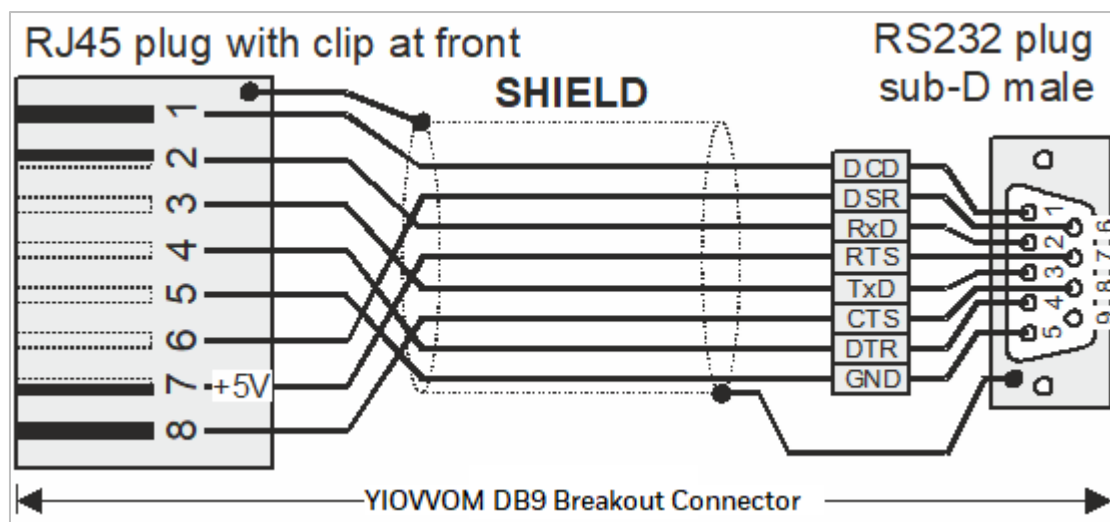 RJ45 plug with clip at front
RS232 plug
sub-D male
SHIELD
1
2
3
4
5
6
7 +5V
8
DCD
DSR
RxD
RTS
TxD
CTS
DTR
GND
1
2
3
4
5
6
7
8
9
YIOVVOM DB9 Breakout Connector